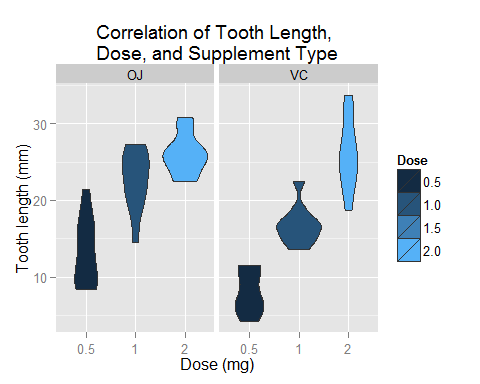 Correlation of Tooth Length,
Dose, and Supplement Type
OJ
VC
Tooth length (mm)
30
20
10
0.5
1
2
0.5
1
2
Dose (mg)
Dose
0.5
1.0
1.5
2.0